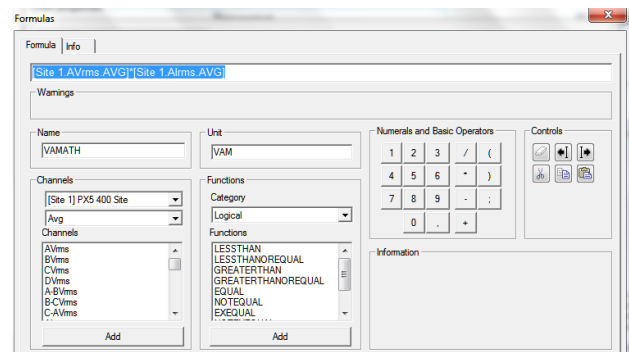 Formulas
Formula
Info
[Site 1.AVrms.AVG]*[Site 1.AIrms.AVG]
Warnings
Name
VAMATH
Unit
VAM
Numerals and Basic Operators
1 2 3 / (
4 5 6 * )
7 8 9 - ;
0 . +
Controls
Channels
[Site 1] PX5 400 Site
Avg
Channels
AVrms
BVrms
CVrms
DVrms
A-BVrms
B-CVrms
C-AVrms
Add
Functions
Category
Logical
Functions
LESSTHAN
LESSTHANOREQUAL
GREATERTHAN
GREATERTHANOREQUAL
EQUAL
NOTEQUAL
EXEQUAL
Add
Information